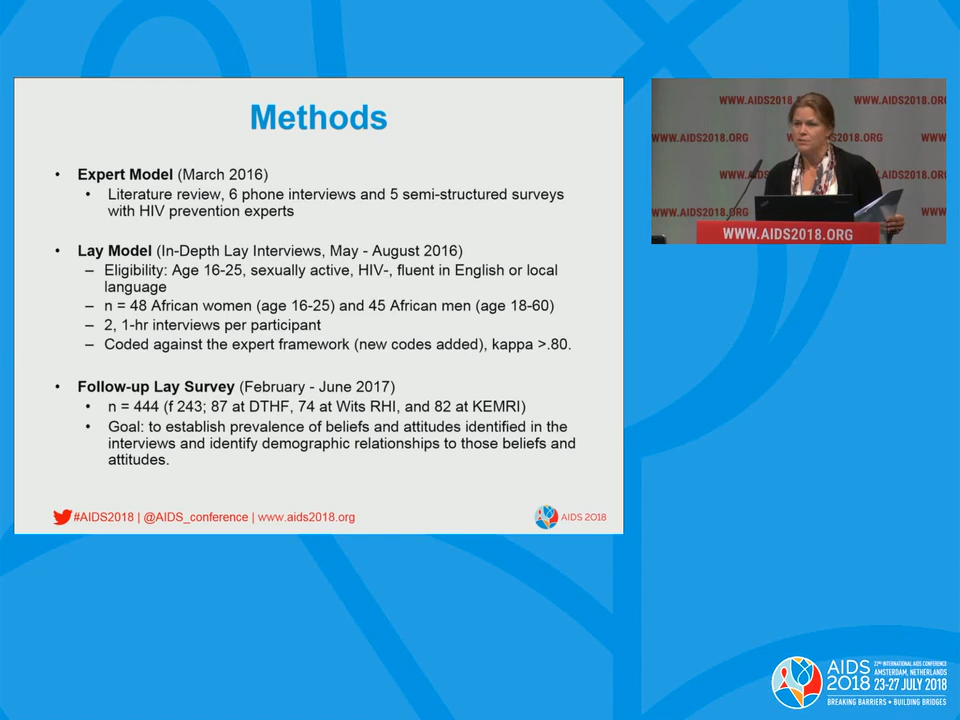 Methods
• Expert Model (March 2016)
• Literature review, 6 phone interviews and 5 semi-structured surveys
with HIV prevention experts
• Lay Model (In-Depth Lay Interviews, May - August 2016)
– Eligibility: Age 16-25, sexually active, HIV-, fluent in English or local
language
– n = 48 African women (age 16-25) and 45 African men (age 18-60)
– 2, 1-hr interviews per participant
– Coded against the expert framework (new codes added), kappa >.80.
• Follow-up Lay Survey (February - June 2017)
• n = 444 (f 243; 87 at DTHF, 74 at Wits RHI, and 82 at KEMRI)
• Goal: to establish prevalence of beliefs and attitudes identified in the
interviews and identify demographic relationships to those beliefs and
attitudes.
#AIDS2018 | @AIDS_conference | www.aids2018.org
AIDS 2018
WWW.AIDS2018.ORG
WWW.AIDS2018.ORG
WWW.AIDS2018.ORG
WWW.AIDS2018.ORG
AIDS 2018
22ND INTERNATIONAL AIDS CONFERENCE
AMSTERDAM, NETHERLANDS
23-27 JULY 2018
BREAKING BARRIERS • BUILDING BRIDGES